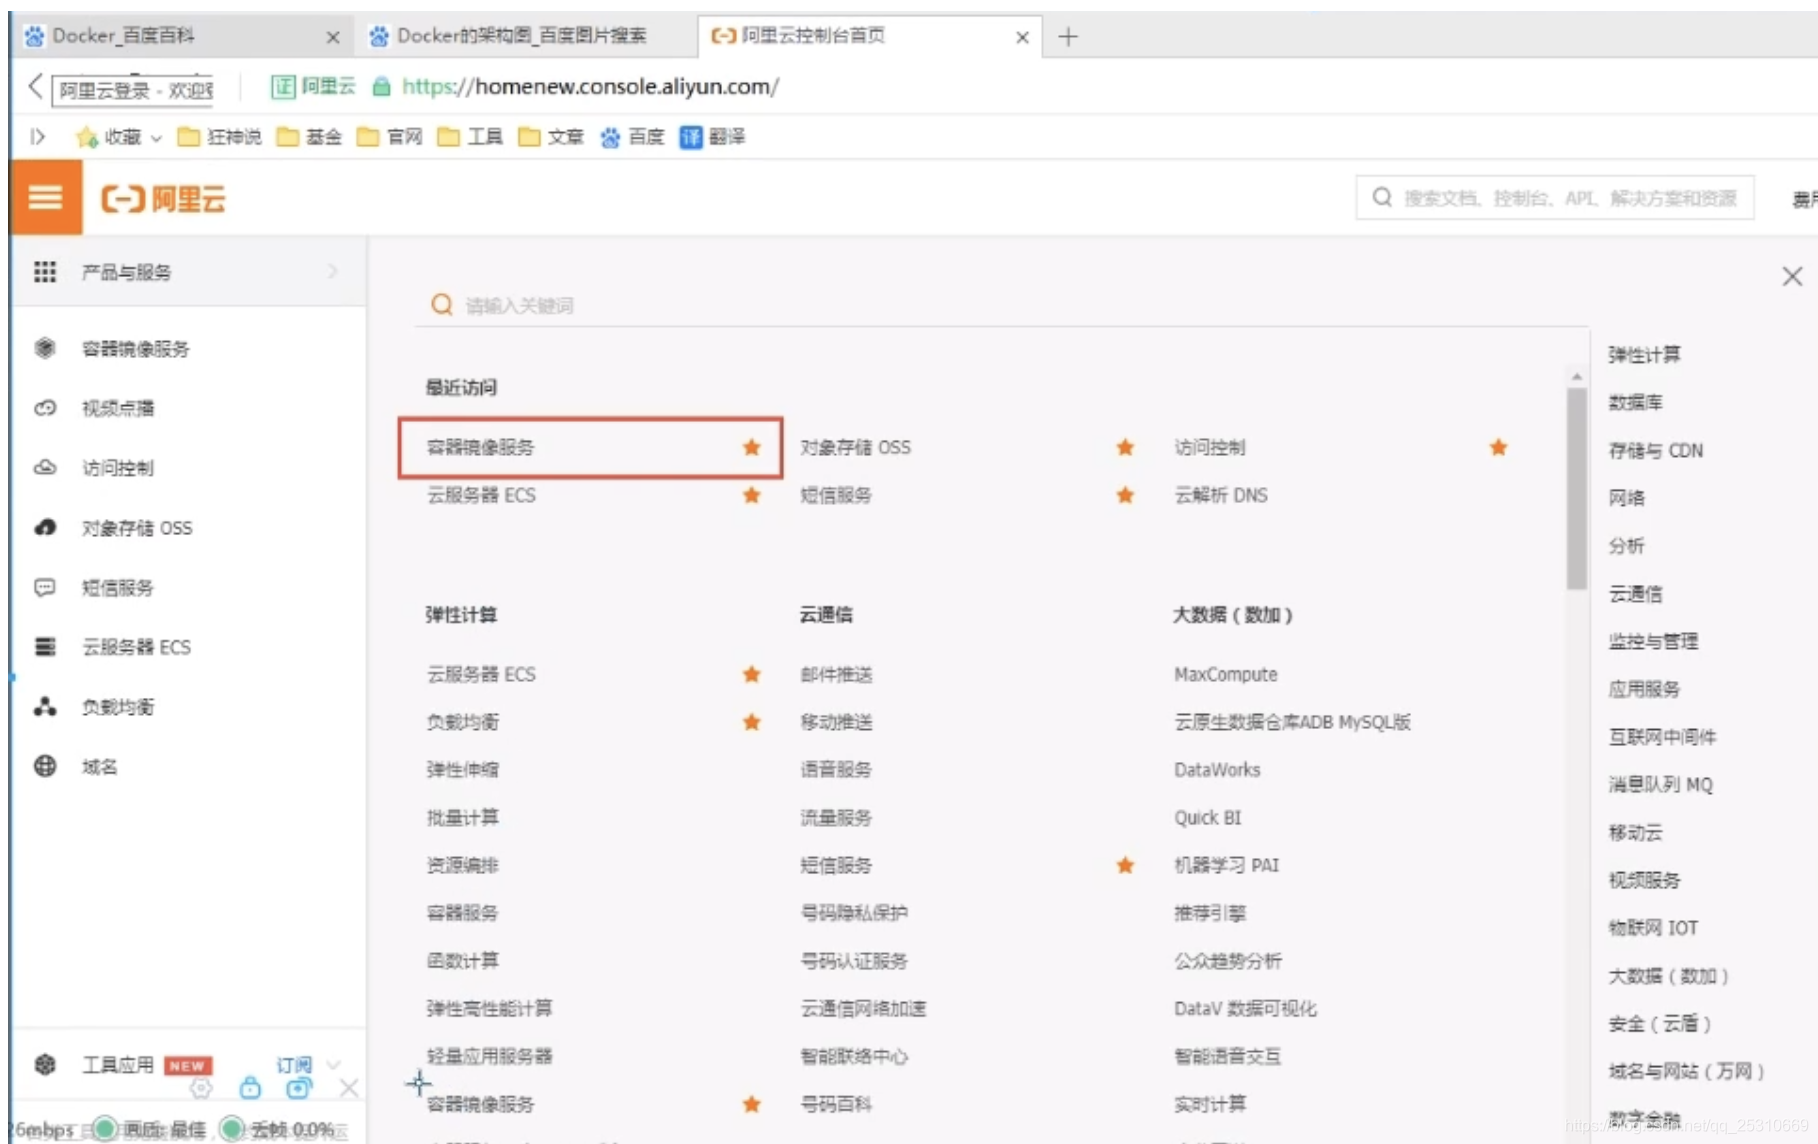 Docker_百度百科
Docker的架构图_百度图片搜索
阿里云控制台首页
阿里云登录 - 欢迎
证 阿里云 https://homenew.console.aliyun.com/
收藏 狂神说 基金 官网 工具 文章 百度 译 翻译
阿里云
搜索文档、控制台、API、解决方案和资源
费用
产品与服务
容器镜像服务
视频点播
访问控制
对象存储 OSS
短信服务
云服务器 ECS
负载均衡
域名
工具应用 NEW 订阅
26mbps 画质: 最佳 丢帧 0.0%
请输入关键词
最近访问
容器镜像服务 对象存储 OSS 访问控制
云服务器 ECS 短信服务 云解析 DNS
弹性计算 云通信 大数据 ( 数加 )
云服务器 ECS 邮件推送 MaxCompute
负载均衡 移动推送 云原生数据仓库ADB MySQL版
弹性伸缩 语音服务 DataWorks
批量计算 流量服务 Quick BI
资源编排 短信服务 机器学习 PAI
容器服务 号码隐私保护 推荐引擎
函数计算 号码认证服务 公众趋势分析
弹性高性能计算 云通信网络加速 DataV 数据可视化
轻量应用服务器 智能联络中心 智能语音交互
容器镜像服务 号码百科 实时计算
弹性计算
数据库
存储与 CDN
网络
分析
云通信
监控与管理
应用服务
互联网中间件
消息队列 MQ
移动云
视频服务
物联网 IOT
大数据 ( 数加 )
安全 ( 云盾 )
域名与网站 ( 万网 )
数字金融
https://blog.csdn.net/qq_25310669